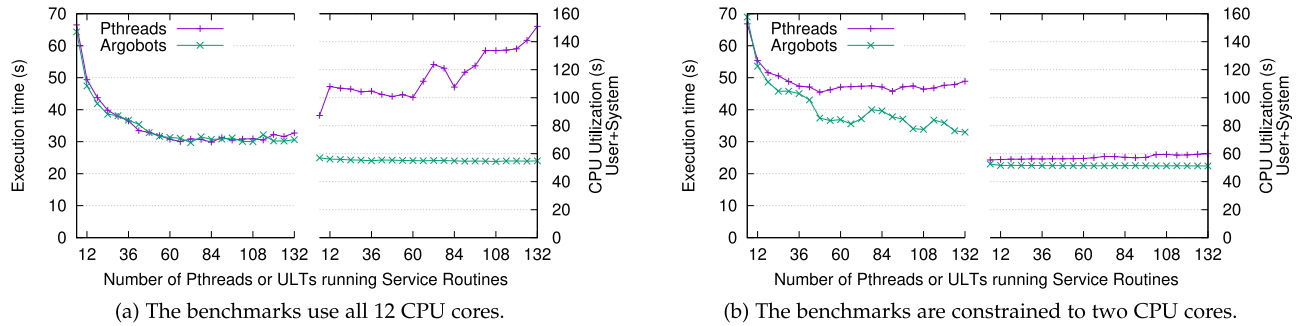 70
60
50
40
30
20
10
0
Execution time (s)
Pthreads
Argobots
12 36 60 84 108 132
12 36 60 84 108 132
160
140
120
100
80
60
40
20
0
CPU Utilization (s)
User+System
Number of Pthreads or ULTs running Service Routines
(a) The benchmarks use all 12 CPU cores.
70
60
50
40
30
20
10
0
Execution time (s)
Pthreads
Argobots
12 36 60 84 108 132
12 36 60 84 108 132
160
140
120
100
80
60
40
20
0
CPU Utilization (s)
User+System
Number of Pthreads or ULTs running Service Routines
(b) The benchmarks are constrained to two CPU cores.